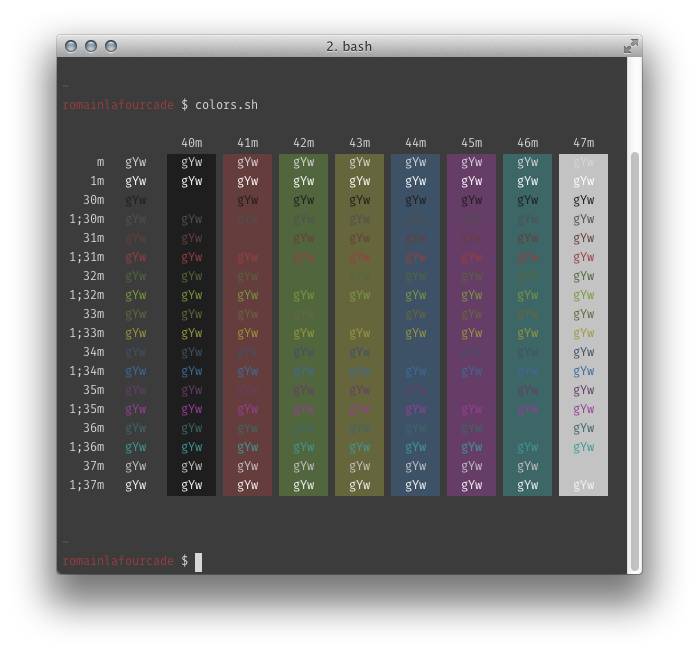 2. bash
~
romainlafourcade $ colors.sh
40m 41m 42m 43m 44m 45m 46m 47m
m gYw gYw gYw gYw gYw gYw gYw gYw gYw
1m gYw gYw gYw gYw gYw gYw gYw gYw gYw
30m gYw gYw gYw gYw gYw gYw gYw gYw
1;30m gYw gYw gYw gYw gYw gYw gYw gYw gYw
31m gYw gYw gYw gYw gYw gYw gYw gYw
1;31m gYw gYw gYw gYw gYw gYw gYw gYw gYw
32m gYw gYw gYw gYw gYw gYw gYw gYw
1;32m gYw gYw gYw gYw gYw gYw gYw gYw gYw
33m gYw gYw gYw gYw gYw gYw gYw gYw
1;33m gYw gYw gYw gYw gYw gYw gYw gYw gYw
34m gYw gYw gYw gYw gYw gYw gYw gYw
1;34m gYw gYw gYw gYw gYw gYw gYw gYw gYw
35m gYw gYw gYw gYw gYw gYw gYw gYw
1;35m gYw gYw gYw gYw gYw gYw gYw gYw gYw
36m gYw gYw gYw gYw gYw gYw gYw gYw
1;36m gYw gYw gYw gYw gYw gYw gYw gYw gYw
37m gYw gYw gYw gYw gYw gYw gYw gYw
1;37m gYw gYw gYw gYw gYw gYw gYw gYw gYw
~
romainlafourcade $